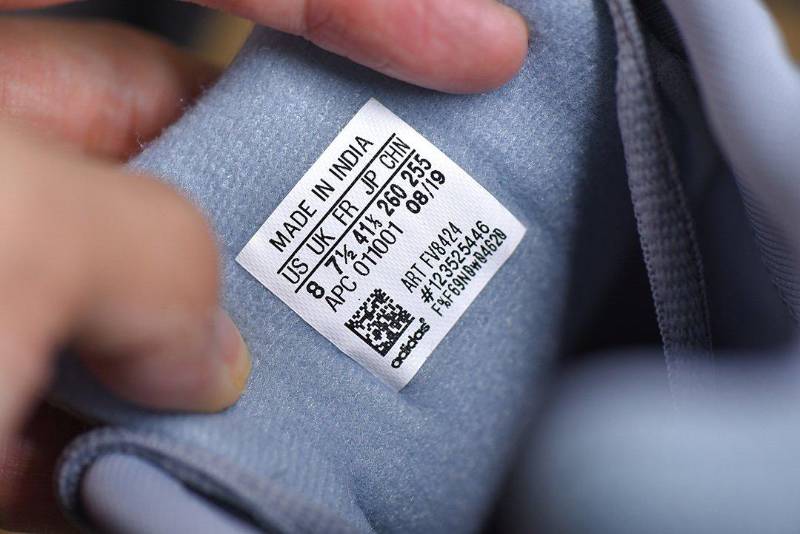 MADE IN INDIA
US UK FR JP CHN
8 7½ 41⅓ 260 255
APC 011001 08/19
ART FV8424
#123525446
F%F69N0w04G20
adidas®